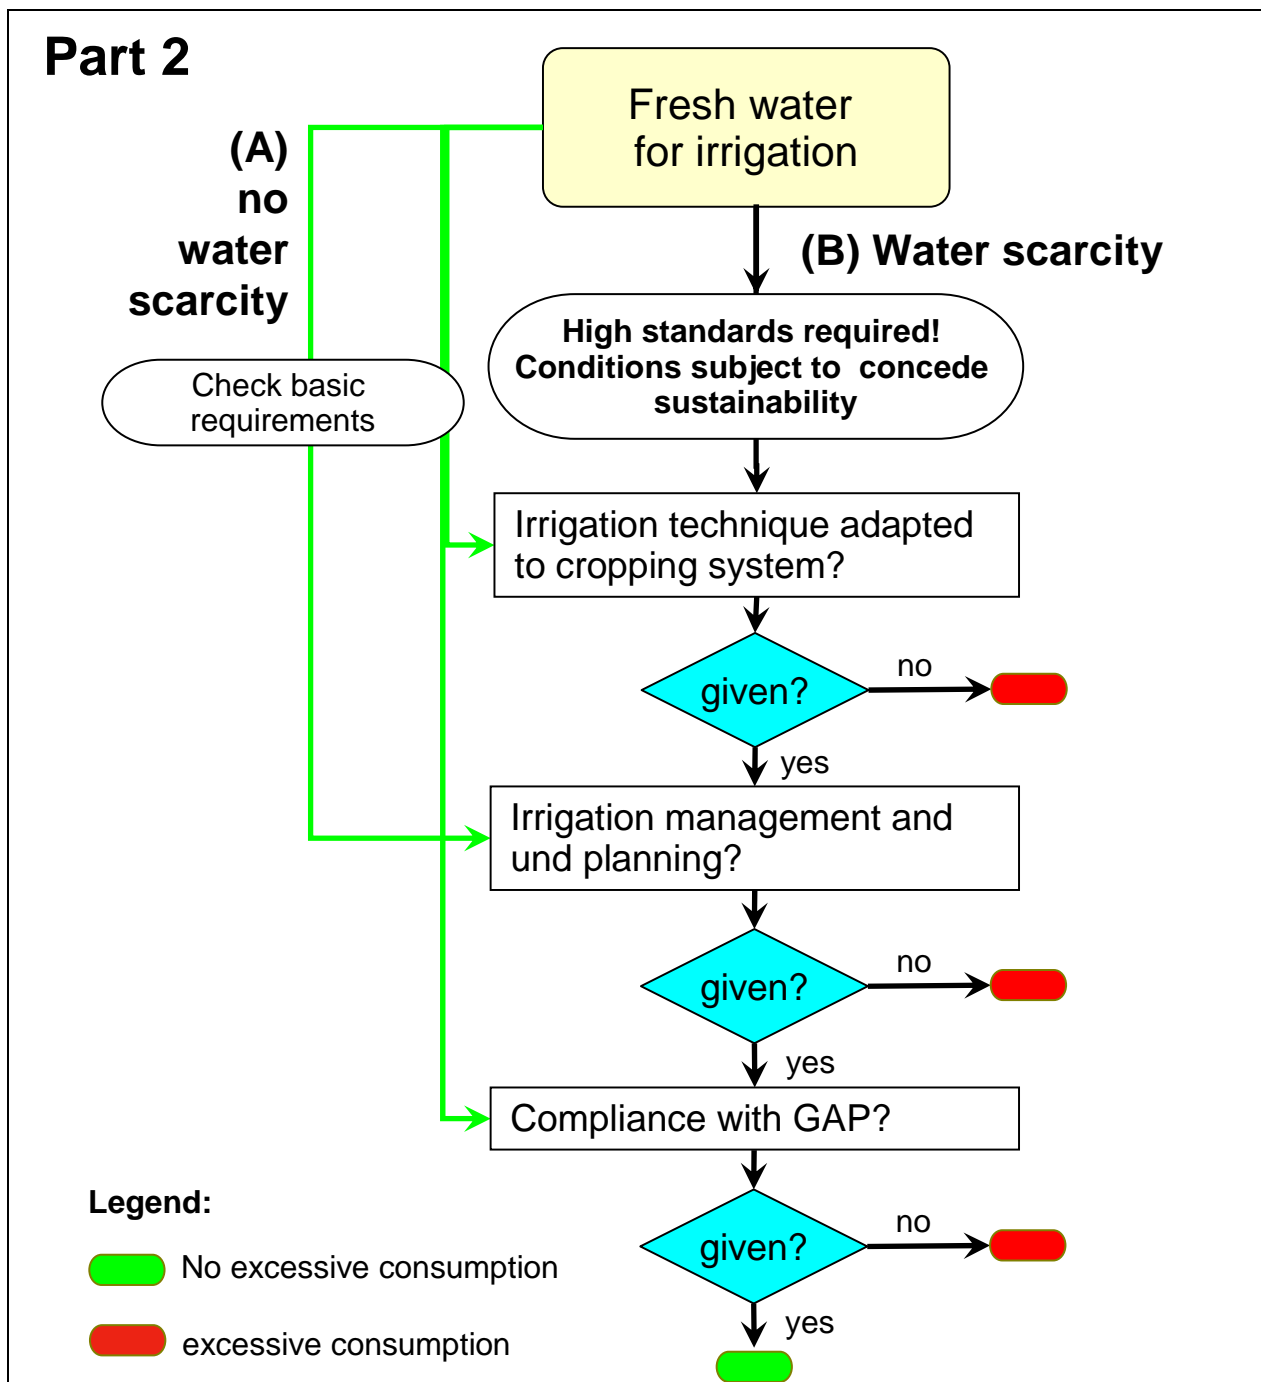 Part 2
Fresh water
for irrigation
(A)
no
water
scarcity
(B) Water scarcity
High standards required!
Conditions subject to concede
sustainability
Check basic
requirements
Irrigation technique adapted
to cropping system?
given?
no
yes
Irrigation management and
und planning?
given?
no
yes
Compliance with GAP?
given?
no
yes
Legend:
No excessive consumption
excessive consumption